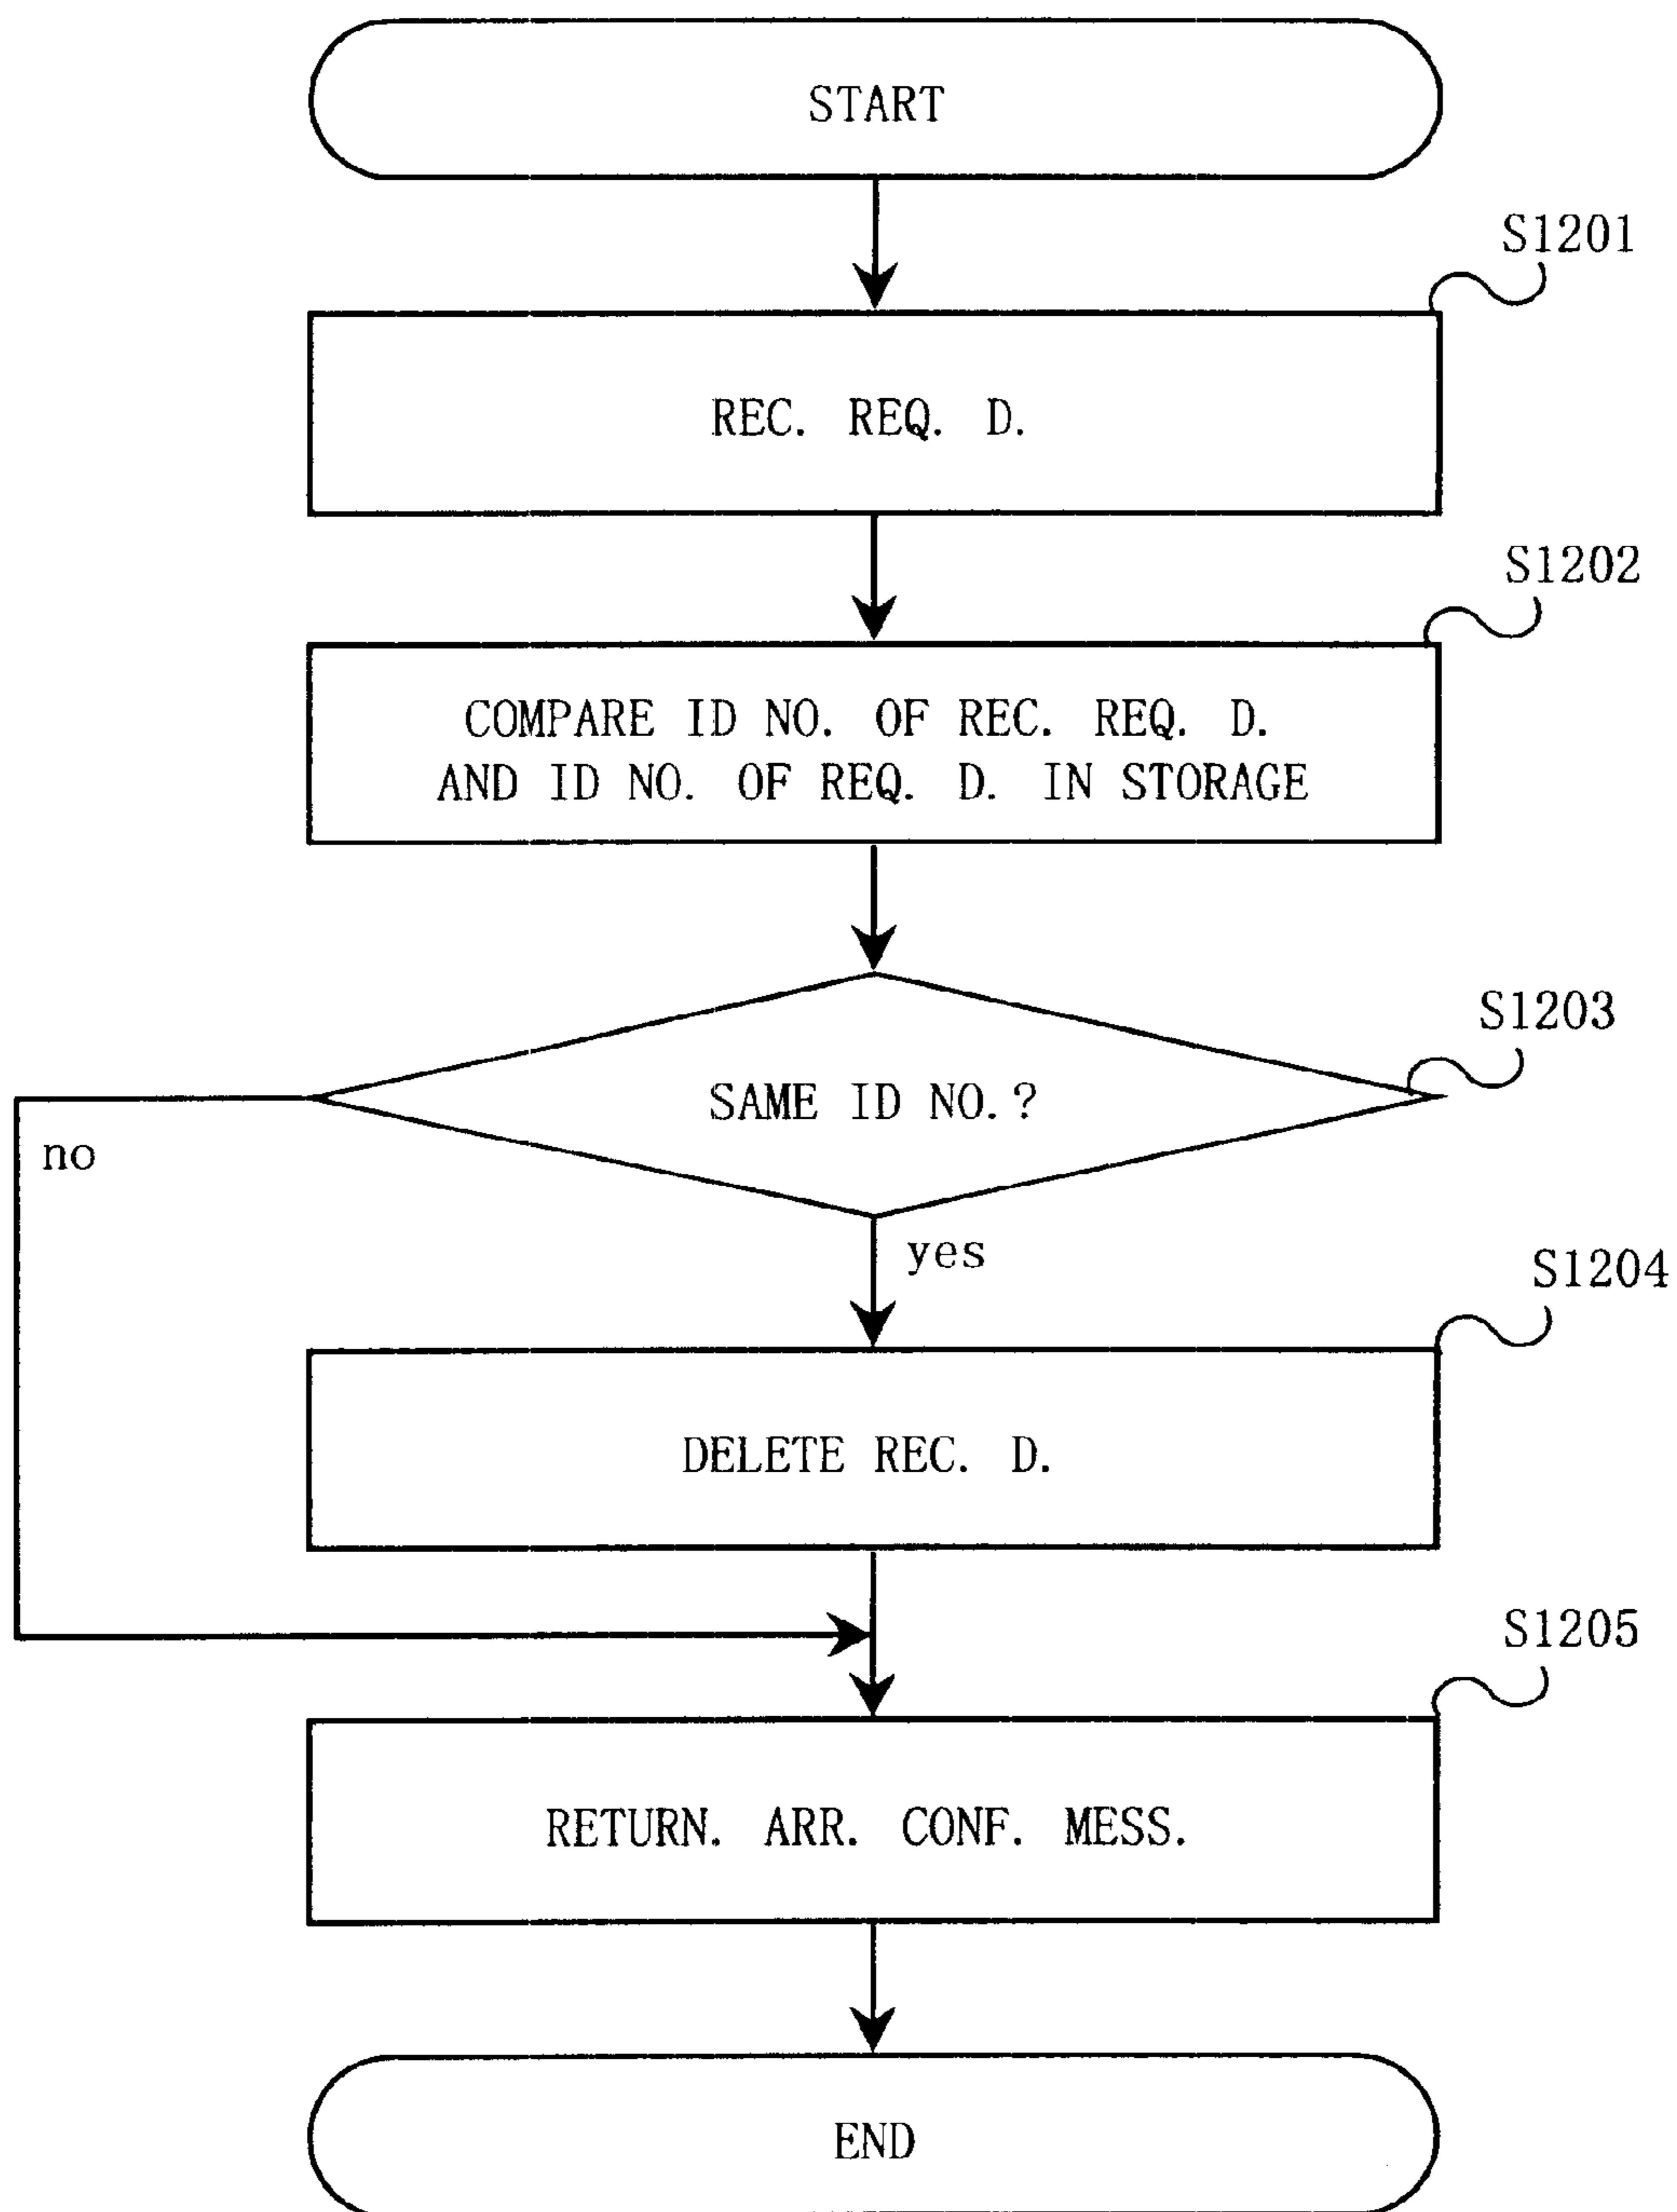 START
S1201
REC. REQ. D.
S1202
COMPARE ID NO. OF REC. REQ. D.
AND ID NO. OF REQ. D. IN STORAGE
S1203
SAME ID NO.?
no
yes
S1204
DELETE REC. D.
S1205
RETURN. ARR. CONF. MESS.
END